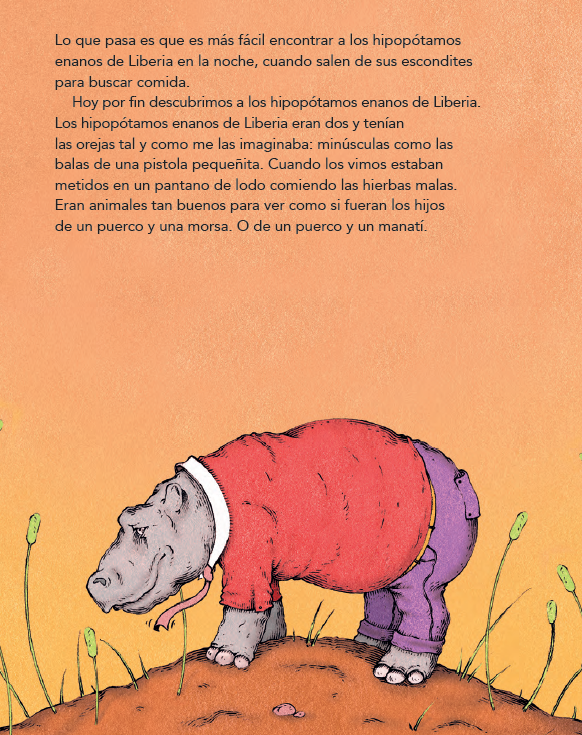 Lo que pasa es que es más fácil encontrar a los hipopótamos
enanos de Liberia en la noche, cuando salen de sus escondites
para buscar comida.
Hoy por fin descubrimos a los hipopótamos enanos de Liberia.
Los hipopótamos enanos de Liberia eran dos y tenían
las orejas tal y como me las imaginaba: minúsculas como las
balas de una pistola pequeñita. Cuando los vimos estaban
metidos en un pantano de lodo comiendo las hierbas malas.
Eran animales tan buenos para ver como si fueran los hijos
de un puerco y una morsa. O de un puerco y un manatí.